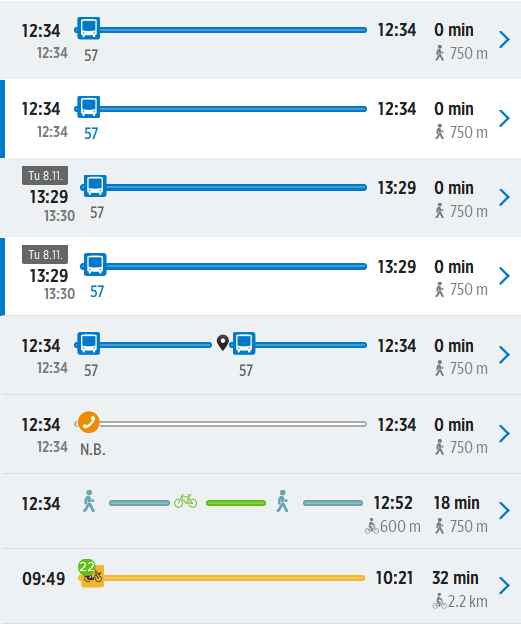 12:34 12:34 0 min
12:34 57 750 m
12:34 12:34 0 min
12:34 57 750 m
Tu 8.11.
13:29 13:29 0 min
13:30 57 750 m
Tu 8.11.
13:29 13:29 0 min
13:30 57 750 m
12:34 12:34 0 min
12:34 57 57 750 m
12:34 12:34 0 min
12:34 N.B. 750 m
12:34 12:52 18 min
600 m 750 m
22
09:49 10:21 32 min
2.2 km